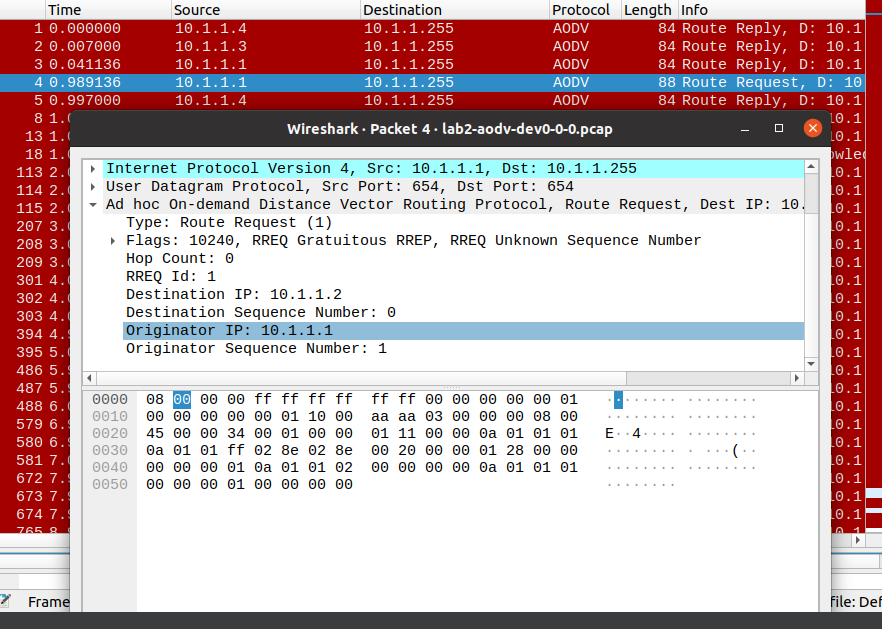 Time Source Destination Protocol Length Info
1 0.000000 10.1.1.4 10.1.1.255 AODV 84 Route Reply, D: 10.1
2 0.007000 10.1.1.3 10.1.1.255 AODV 84 Route Reply, D: 10.1
3 0.041136 10.1.1.1 10.1.1.255 AODV 84 Route Reply, D: 10.1
4 0.989136 10.1.1.1 10.1.1.255 AODV 88 Route Request, D: 10
5 0.997000 10.1.1.4 10.1.1.255 AODV 84 Route Reply, D: 10.1
8 1.0 10.1
13 1.0 10.1
18 1.0 owled
113 2.0 10.1
114 2.0 10.1
115 2.0 10.1
207 3.0 10.1
208 3.0 10.1
209 3.0 10.1
301 4.0 10.1
302 4.0 10.1
303 4.0 10.1
394 4.9 10.1
395 5.0 10.1
486 5.9 10.1
487 5.9 10.1
488 6.0 10.1
579 6.9 10.1
580 6.9 10.1
581 7.0 10.1
672 7.9 10.1
673 7.9 10.1
674 7.9 10.1
765 8.9 10.1
Wireshark · Packet 4 · lab2-aodv-dev0-0-0.pcap
Internet Protocol Version 4, Src: 10.1.1.1, Dst: 10.1.1.255
User Datagram Protocol, Src Port: 654, Dst Port: 654
Ad hoc On-demand Distance Vector Routing Protocol, Route Request, Dest IP: 10.
Type: Route Request (1)
Flags: 10240, RREQ Gratuitous RREP, RREQ Unknown Sequence Number
Hop Count: 0
RREQ Id: 1
Destination IP: 10.1.1.2
Destination Sequence Number: 0
Originator IP: 10.1.1.1
Originator Sequence Number: 1
0000 08 00 00 00 ff ff ff ff ff ff 00 00 00 00 00 01 ········ ········
0010 00 00 00 00 00 01 10 00 aa aa 03 00 00 00 08 00 ········ ········
0020 45 00 00 34 00 01 00 00 01 11 00 00 0a 01 01 01 E··4···· ········
0030 0a 01 01 ff 02 8e 02 8e 00 20 00 00 01 28 00 00 ········ · ···(··
0040 00 00 00 01 0a 01 01 02 00 00 00 00 0a 01 01 01 ········ ········
0050 00 00 00 01 00 00 00 00 ········
Frame file: Def